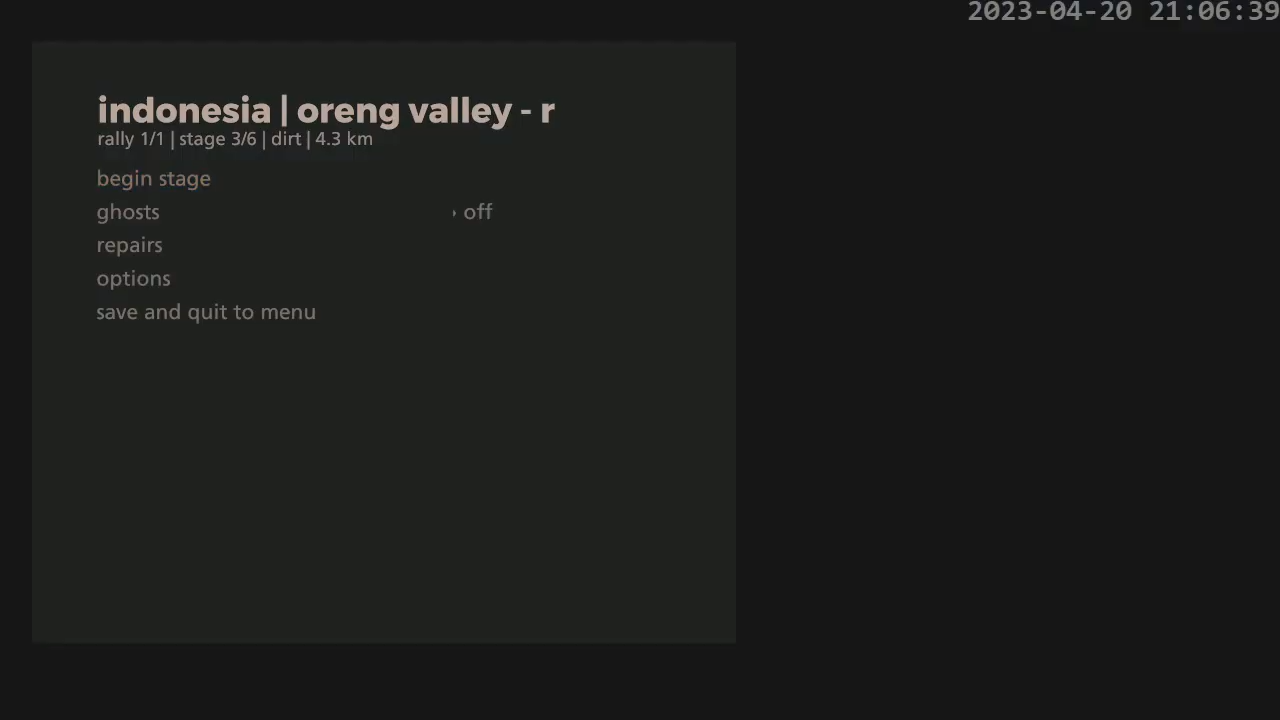 2023-04-20 21:06:39
indonesia | oreng valley - r
rally 1/1 | stage 3/6 | dirt | 4.3 km
begin stage
ghosts › off
repairs
options
save and quit to menu